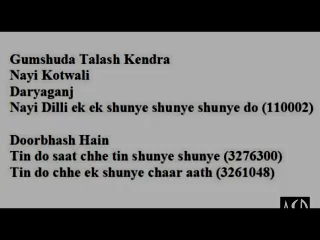 Gumshuda Talash Kendra
Nayi Kotwali
Daryaganj
Nayi Dilli ek ek shunye shunye shunye do (110002)
Doorbhash Hain
Tin do saat chhe tin shunye shunye (3276300)
Tin do chhe ek shunye chaar aath (3261048)